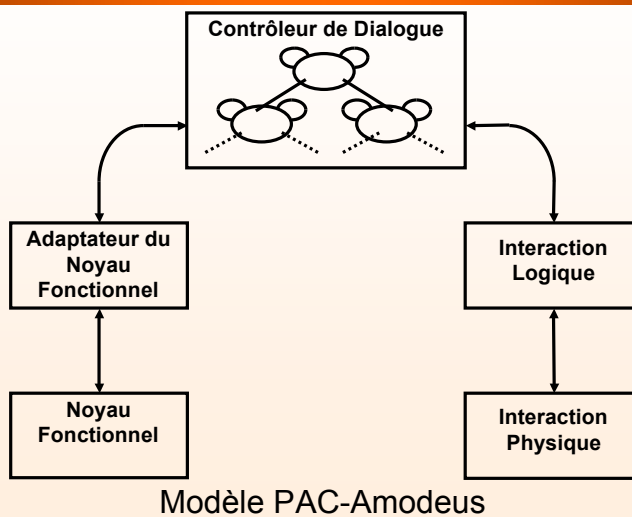 Contrôleur de Dialogue
Adaptateur du
Noyau
Fonctionnel
Interaction
Logique
Noyau
Fonctionnel
Interaction
Physique
Modèle PAC-Amodeus